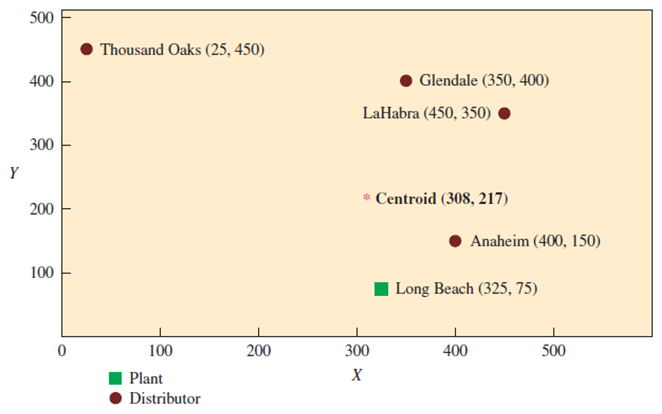 500
Thousand Oaks (25, 450)
400
Glendale (350, 400)
LaHabra (450, 350)
300
Y
200
* Centroid (308, 217)
Anaheim (400, 150)
100
Long Beach (325, 75)
0 100 200 300 400 500
X
Plant
Distributor